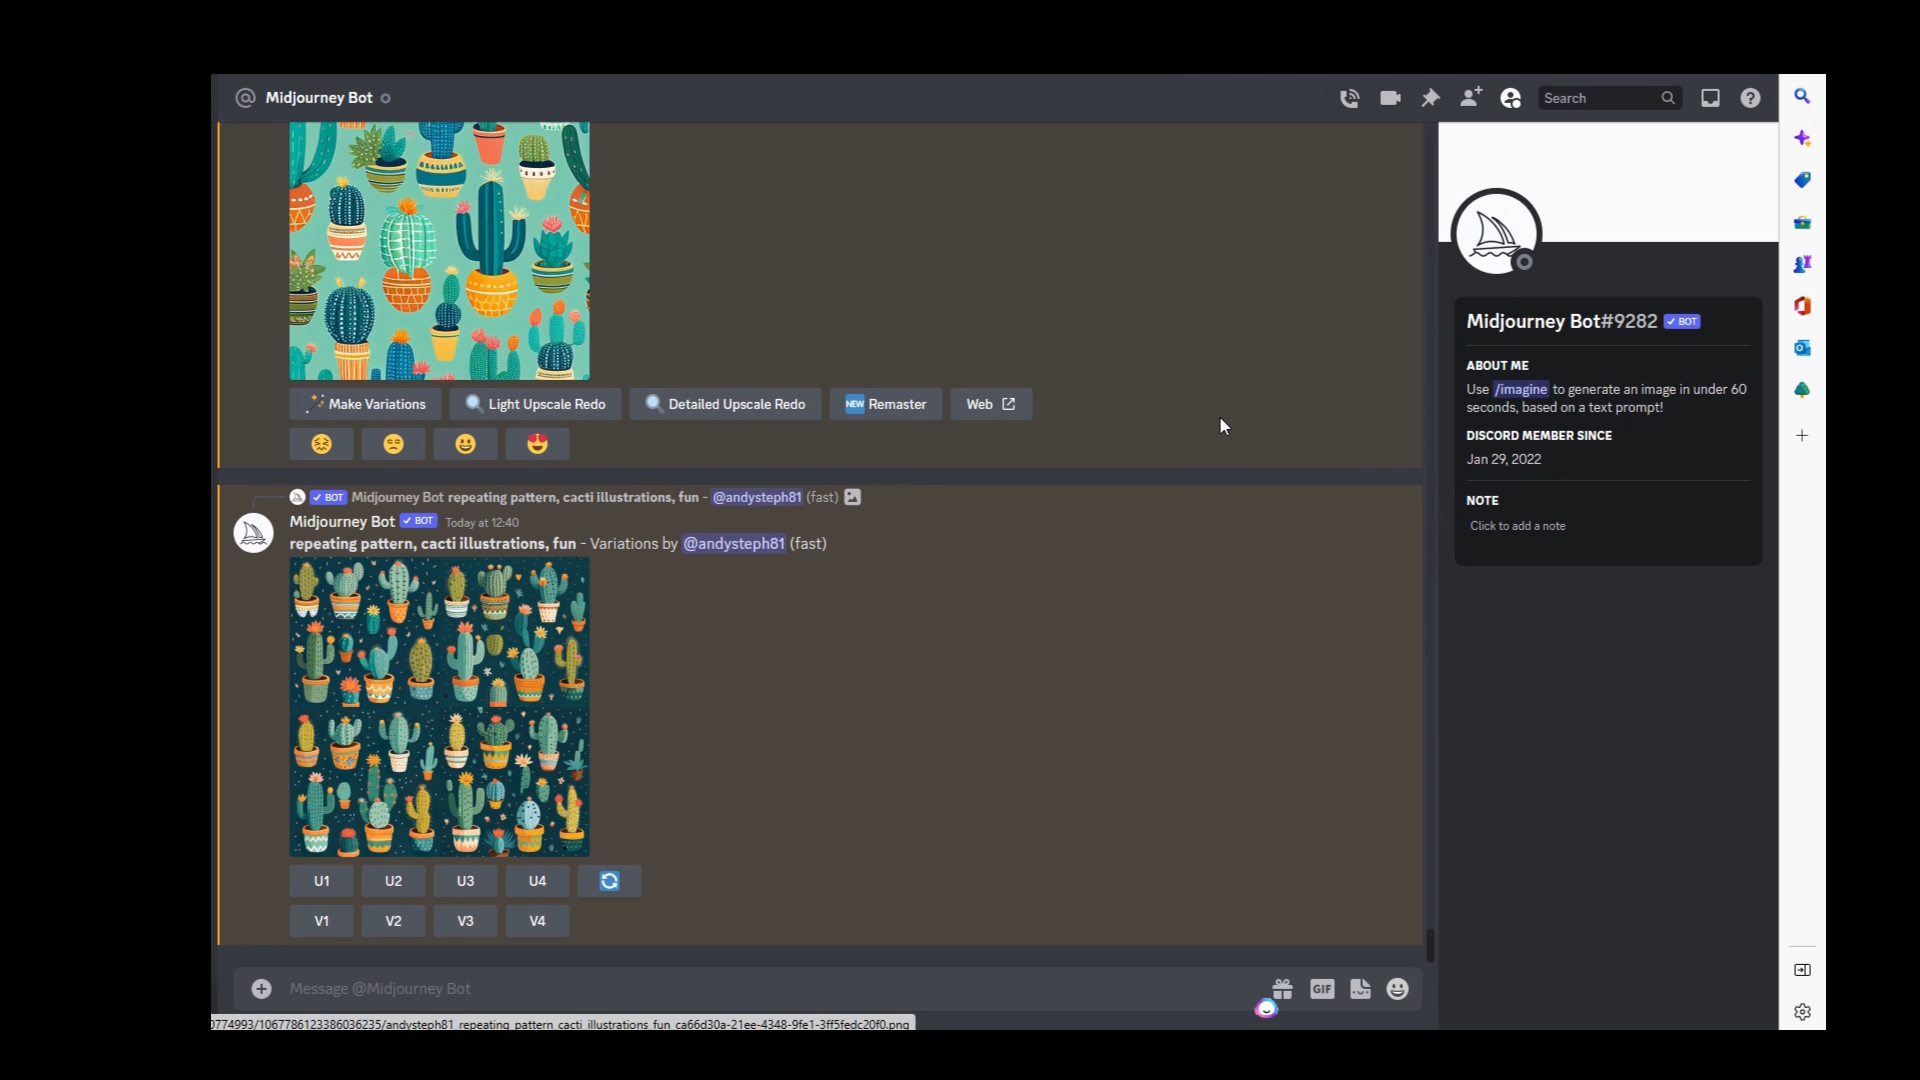 Midjourney Bot
Search
Make Variations
Light Upscale Redo
Detailed Upscale Redo
NEW Remaster
Web
BOT Midjourney Bot repeating pattern, cacti illustrations, fun - @andysteph81 (fast)
Midjourney Bot BOT Today at 12:40
repeating pattern, cacti illustrations, fun - Variations by @andysteph81 (fast)
U1
U2
U3
U4
V1
V2
V3
V4
Message @Midjourney Bot
GIF
0774993/1067786123386036235/andysteph81_repeating_pattern_cacti_illustrations_fun_ca66d30a-21ee-4348-9fe1-3ff5fedc20f0.png
Midjourney Bot#9282 BOT
ABOUT ME
Use /imagine to generate an image in under 60
seconds, based on a text prompt!
DISCORD MEMBER SINCE
Jan 29, 2022
NOTE
Click to add a note